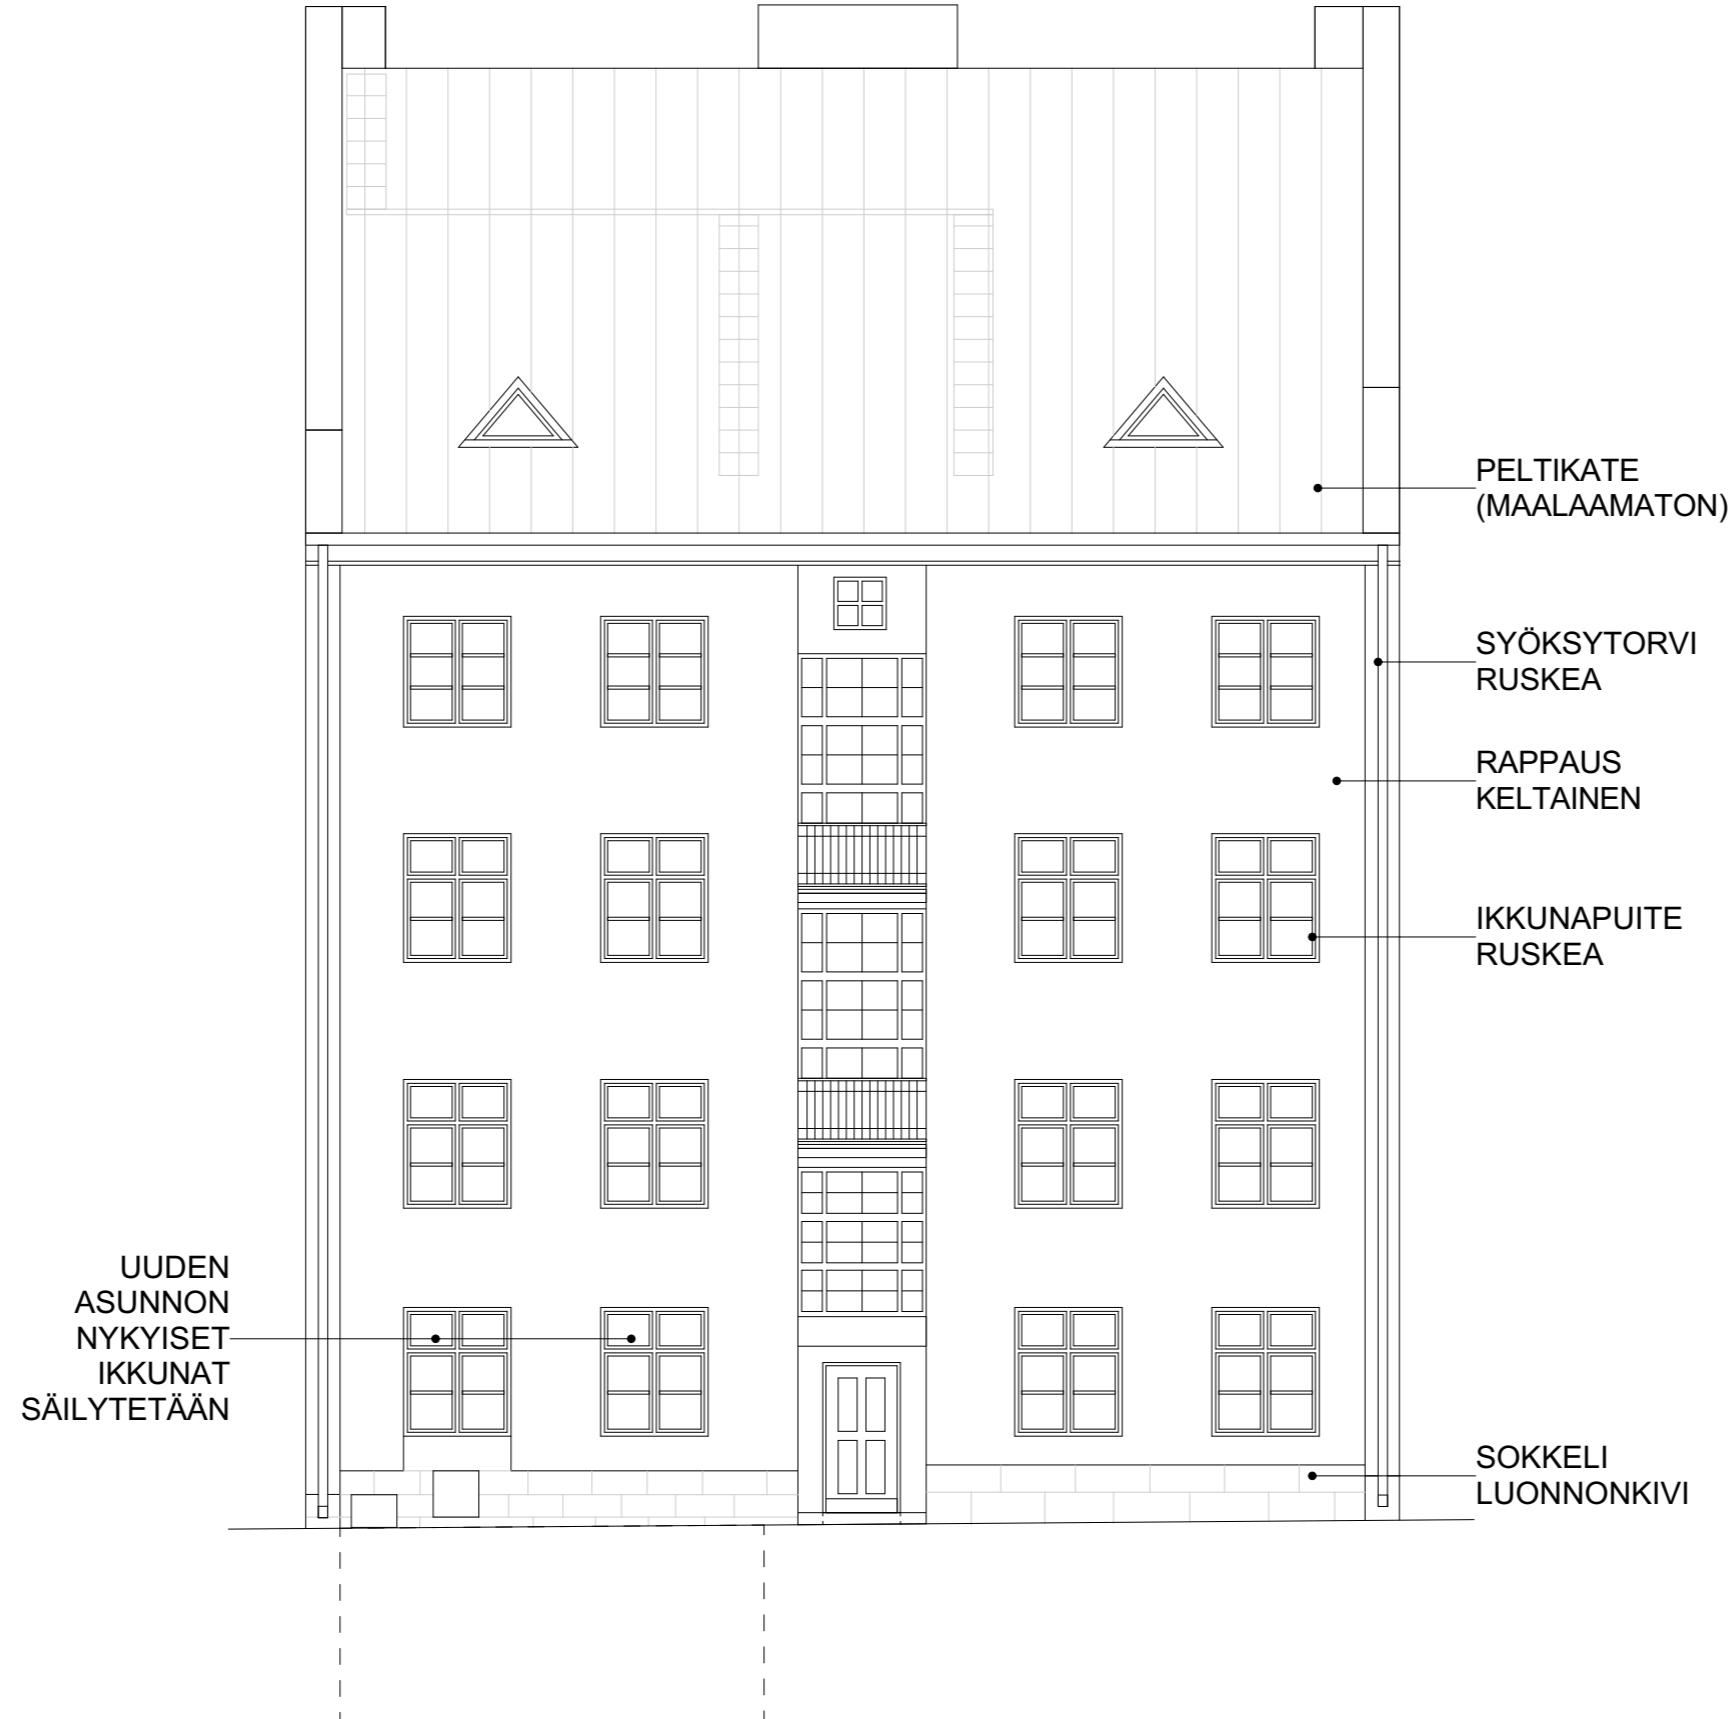 PELTIKATE
(MAALAAMATON)
SYÖKSYTORVI
RUSKEA
RAPPAUS
KELTAINEN
IKKUNAPUITE
RUSKEA
UUDEN
ASUNNON
NYKYISET
IKKUNAT
SÄILYTETÄÄN
SOKKELI
LUONNONKIVI